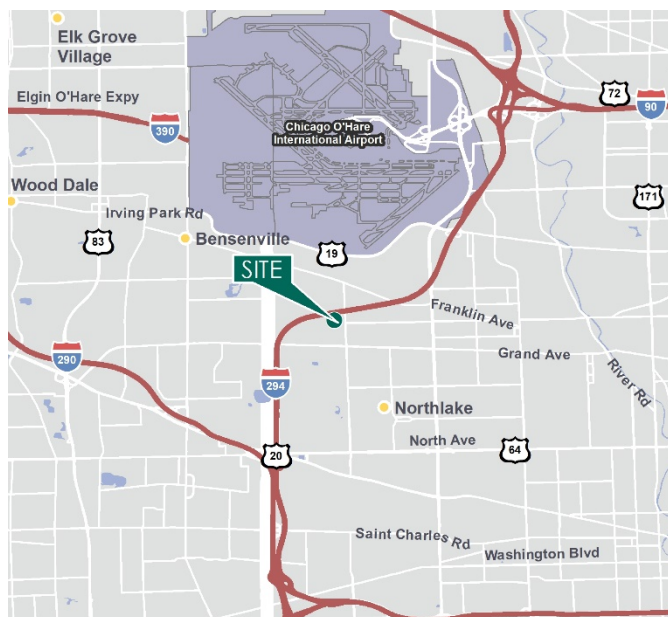 Elk Grove
Village
Elgin O'Hare Expy
390
72
90
Chicago O'Hare
International Airport
Wood Dale
Irving Park Rd
171
83
Bensenville
19
SITE
Franklin Ave
Grand Ave
290
294
River Rd
Northlake
North Ave
20
64
Saint Charles Rd
Washington Blvd